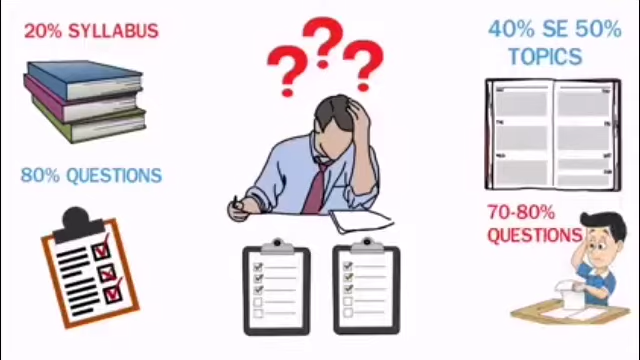 20% SYLLABUS
80% QUESTIONS
???
40% SE 50%
TOPICS
70-80%
QUESTIONS